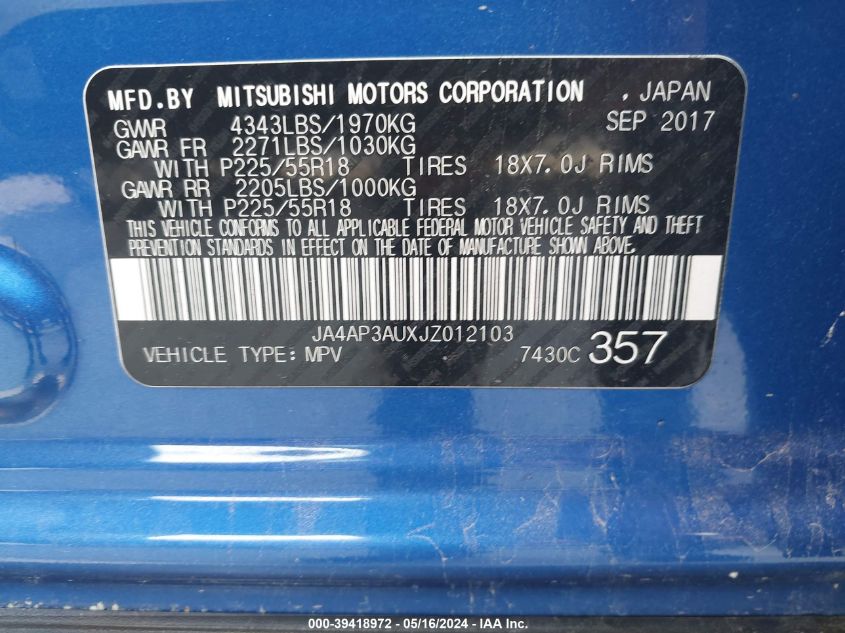 MFD.BY MITSUBISHI MOTORS CORPORATION , JAPAN
GVWR 4343LBS/1970KG SEP 2017
GAWR FR 2271LBS/1030KG
WITH P225/55R18 TIRES 18X7.0J RIMS
GAWR RR 2205LBS/1000KG
WITH P225/55R18 TIRES 18X7.0J RIMS
THIS VEHICLE CONFORMS TO ALL APPLICABLE FEDERAL MOTOR VEHICLE SAFETY AND THEFT
PREVENTION STANDARDS IN EFFECT ON THE DATE OF MANUFACTURE SHOWN ABOVE.
JA4AP3AUXJZ012103
VEHICLE TYPE:MPV 7430C 357
000-39418972 - 05/16/2024 - IAA Inc.